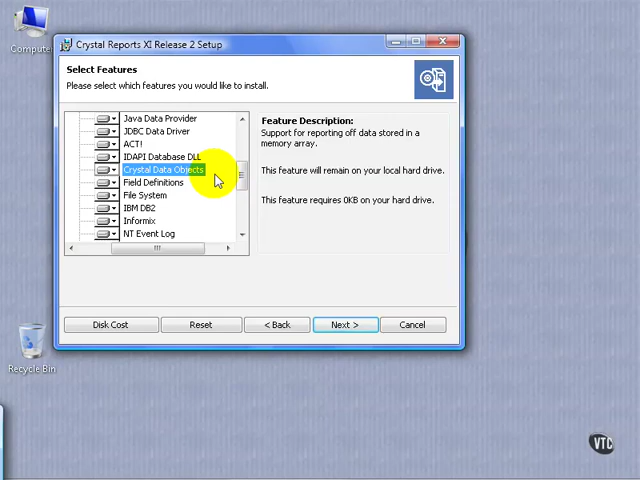 Computer
Crystal Reports XI Release 2 Setup
Select Features
Please select which features you would like to install.
Java Data Provider
JDBC Data Driver
ACT!
IDAPI Database DLL
Crystal Data Objects
Field Definitions
File System
IBM DB2
Informix
NT Event Log
Feature Description:
Support for reporting off data stored in a
memory array.
This feature will remain on your local hard drive.
This feature requires 0KB on your hard drive.
Disk Cost
Reset
< Back
Next >
Cancel
Recycle Bin
VTC